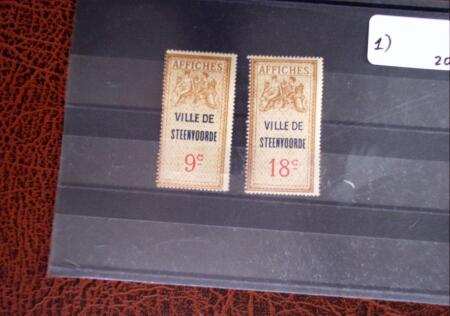 1)
20
AFFICHES
VILLE DE
STEENVOORDE
9c
AFFICHES
VILLE DE
STEENVOORDE
18c